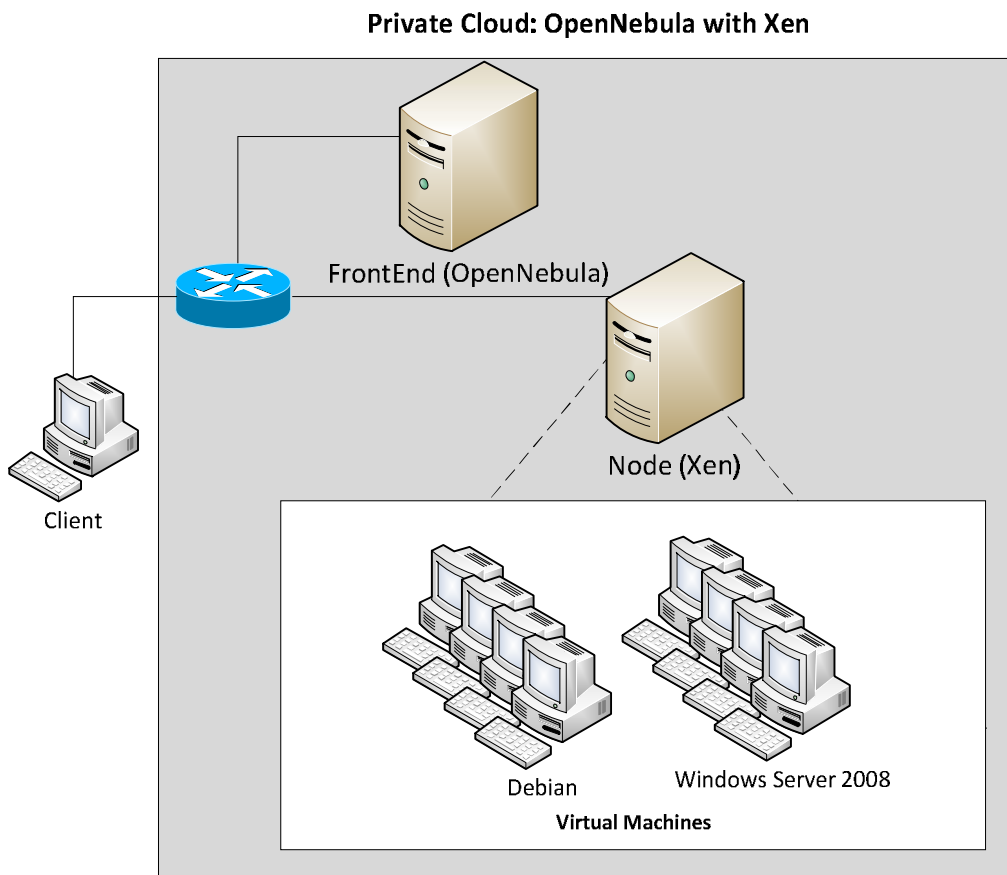 Private Cloud: OpenNebula with Xen
FrontEnd (OpenNebula)
Node (Xen)
Client
Debian
Windows Server 2008
Virtual Machines